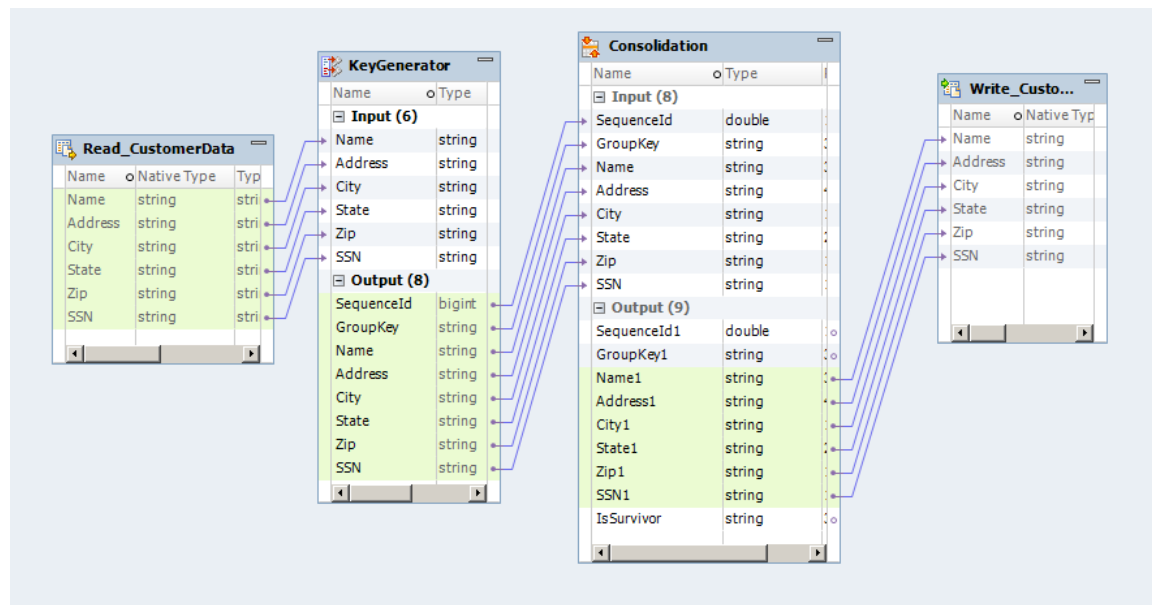 Read_CustomerData
Name Native Type Typ
Name string stri
Address string stri
City string stri
State string stri
Zip string stri
SSN string stri
KeyGenerator
Name Type
Input (6)
Name string
Address string
City string
State string
Zip string
SSN string
Output (8)
SequenceId bigint
GroupKey string
Name string
Address string
City string
State string
Zip string
SSN string
Consolidation
Name Type
Input (8)
SequenceId double
GroupKey string
Name string
Address string
City string
State string
Zip string
SSN string
Output (9)
SequenceId1 double
GroupKey1 string
Name1 string
Address1 string
City1 string
State1 string
Zip1 string
SSN1 string
IsSurvivor string
Write_Custo...
Name Native Typ
Name string
Address string
City string
State string
Zip string
SSN string